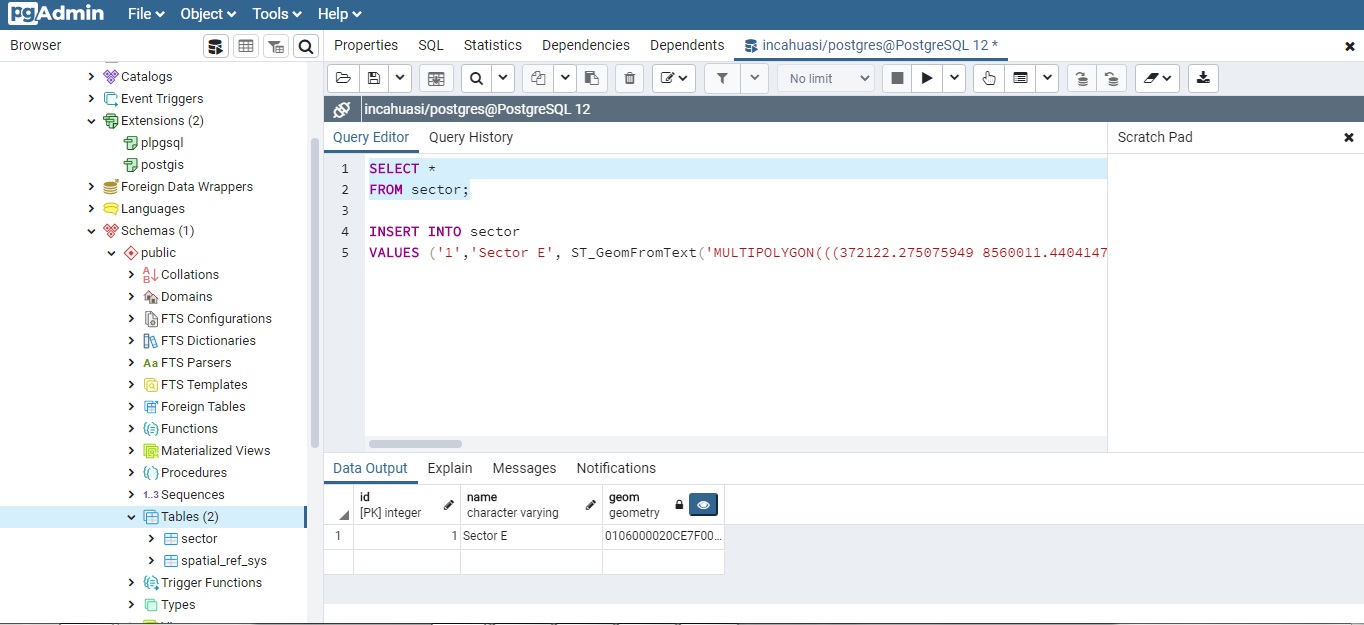 pgAdmin File Object Tools Help
Browser
Properties SQL Statistics Dependencies Dependents incahuasi/postgres@PostgreSQL 12 *
Catalogs
Event Triggers
Extensions (2)
plpgsql
postgis
Foreign Data Wrappers
Languages
Schemas (1)
public
Collations
Domains
FTS Configurations
FTS Dictionaries
Aa FTS Parsers
FTS Templates
Foreign Tables
Functions
Materialized Views
Procedures
1..3 Sequences
Tables (2)
sector
spatial_ref_sys
Trigger Functions
Types
No limit
incahuasi/postgres@PostgreSQL 12
Query Editor Query History
Scratch Pad
1 SELECT *
2 FROM sector;
3
4 INSERT INTO sector
5 VALUES ('1','Sector E', ST_GeomFromText('MULTIPOLYGON(((372122.275075949 8560011.4404147
Data Output Explain Messages Notifications
id name geom
[PK] integer character varying geometry
1 1 Sector E 0106000020CE7F00...